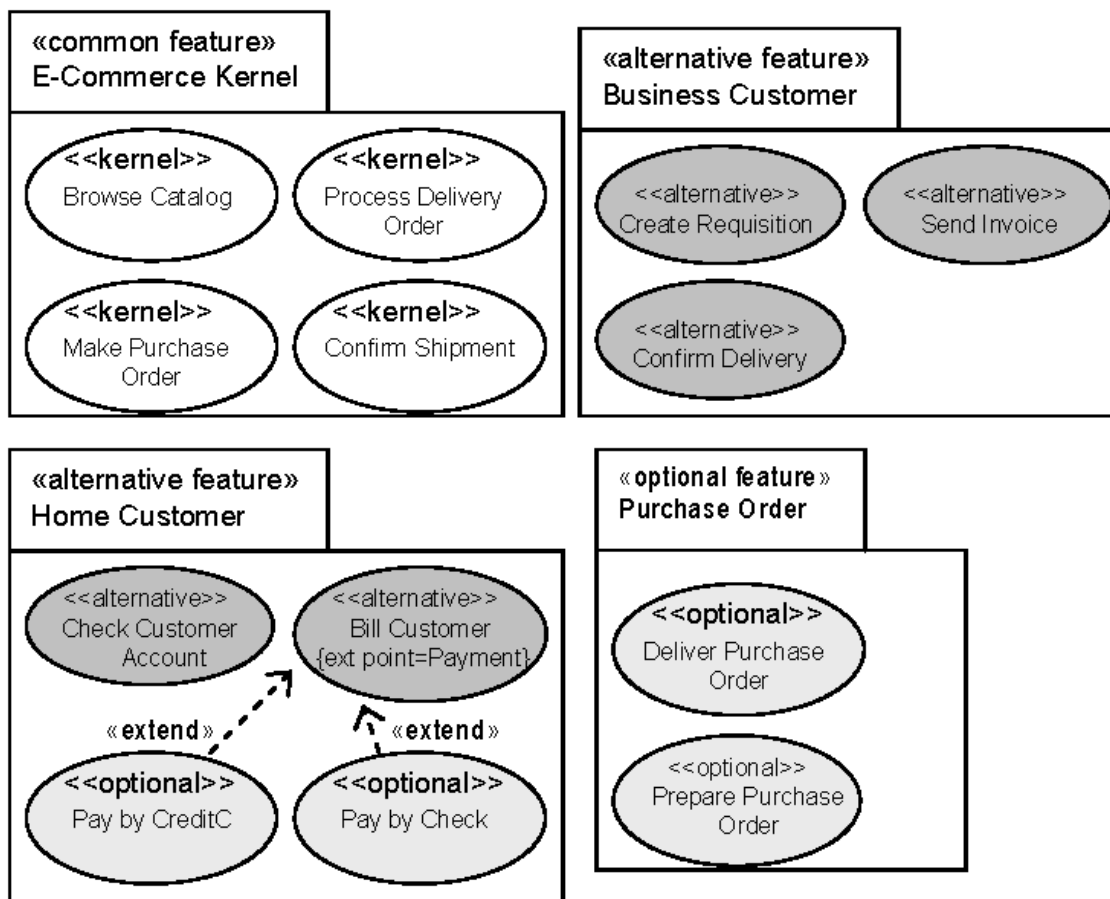 «common feature»
E-Commerce Kernel
<<kernel>>
Browse Catalog
<<kernel>>
Process Delivery
Order
<<kernel>>
Make Purchase
Order
<<kernel>>
Confirm Shipment
«alternative feature»
Business Customer
<<alternative>>
Create Requisition
<<alternative>>
Send Invoice
<<alternative>>
Confirm Delivery
«alternative feature»
Home Customer
<<alternative>>
Check Customer
Account
<<alternative>>
Bill Customer
{ext point=Payment}
«extend»
«extend»
<<optional>>
Pay by CreditC
<<optional>>
Pay by Check
«optional feature»
Purchase Order
<<optional>>
Deliver Purchase
Order
<<optional>>
Prepare Purchase
Order